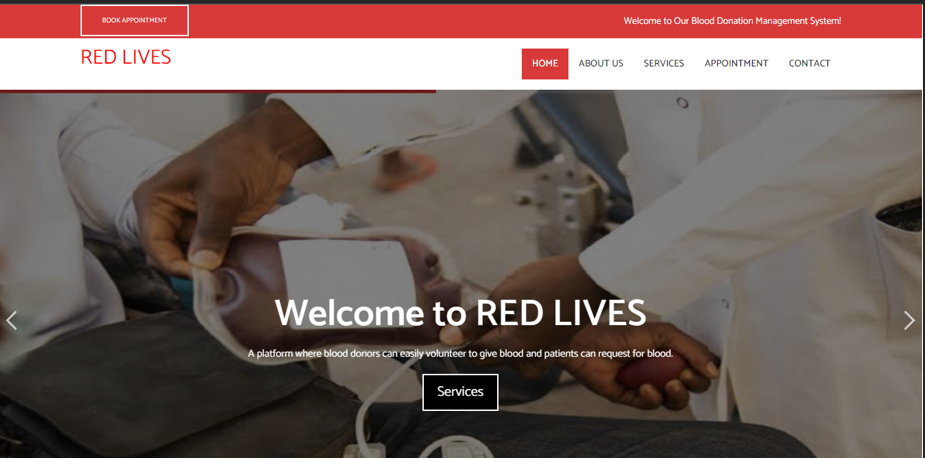 BOOK APPOINTMENT
Welcome to Our Blood Donation Management System!
RED LIVES
HOME
ABOUT US
SERVICES
APPOINTMENT
CONTACT
Welcome to RED LIVES
A platform where blood donors can easily volunteer to give blood and patients can request for blood.
Services